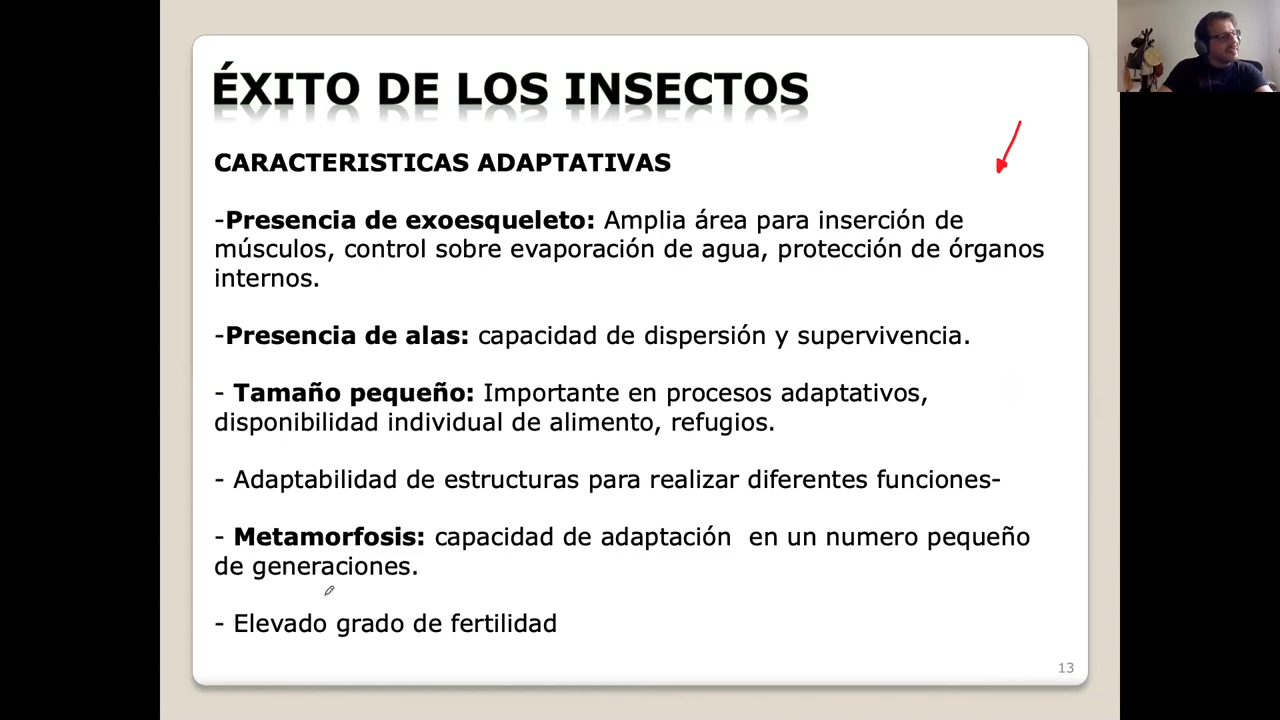 ÉXITO DE LOS INSECTOS
CARACTERISTICAS ADAPTATIVAS
-Presencia de exoesqueleto: Amplia área para inserción de
músculos, control sobre evaporación de agua, protección de órganos
internos.
-Presencia de alas: capacidad de dispersión y supervivencia.
- Tamaño pequeño: Importante en procesos adaptativos,
disponibilidad individual de alimento, refugios.
- Adaptabilidad de estructuras para realizar diferentes funciones-
- Metamorfosis: capacidad de adaptación  en un numero pequeño
de generaciones.
- Elevado grado de fertilidad
13